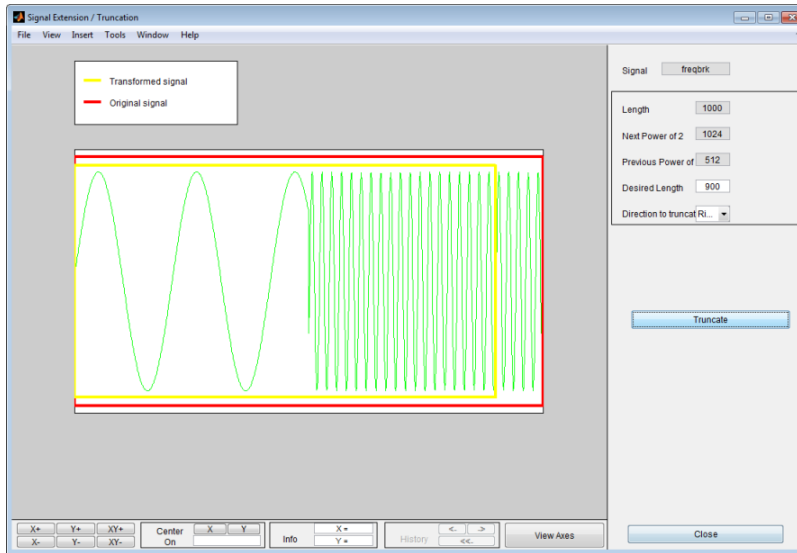 Signal Extension / Truncation
File View Insert Tools Window Help
Transformed signal
Original signal
Signal freqbrk
Length 1000
Next Power of 2 1024
Previous Power of 512
Desired Length 900
Direction to truncat Ri...
Truncate
X+ Y+ XY+
X- Y- XY-
Center On X Y
Info X =
Y =
History <- ->
<<-
View Axes
Close